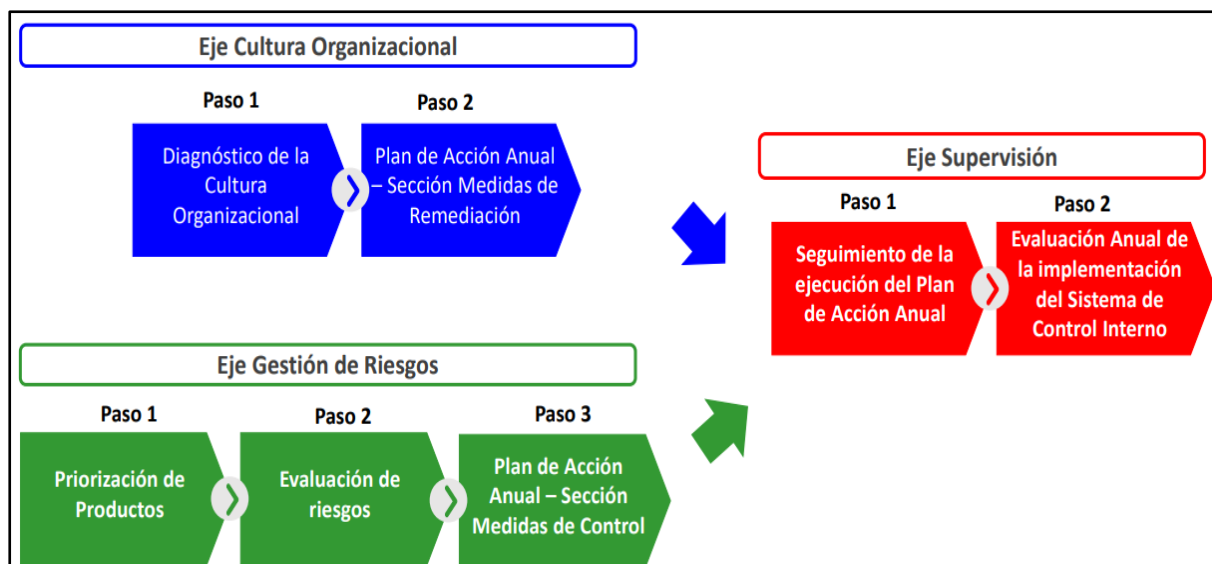 Eje Cultura Organizacional
Paso 1
Paso 2
Diagnóstico de la
Cultura
Organizacional
Plan de Acción Anual
– Sección Medidas de
Remediación
Eje Supervisión
Paso 1
Paso 2
Seguimiento de la
ejecución del Plan
de Acción Anual
Evaluación Anual de
la implementación
del Sistema de
Control Interno
Eje Gestión de Riesgos
Paso 1
Paso 2
Paso 3
Priorización de
Productos
Evaluación de
riesgos
Plan de Acción
Anual – Sección
Medidas de Control